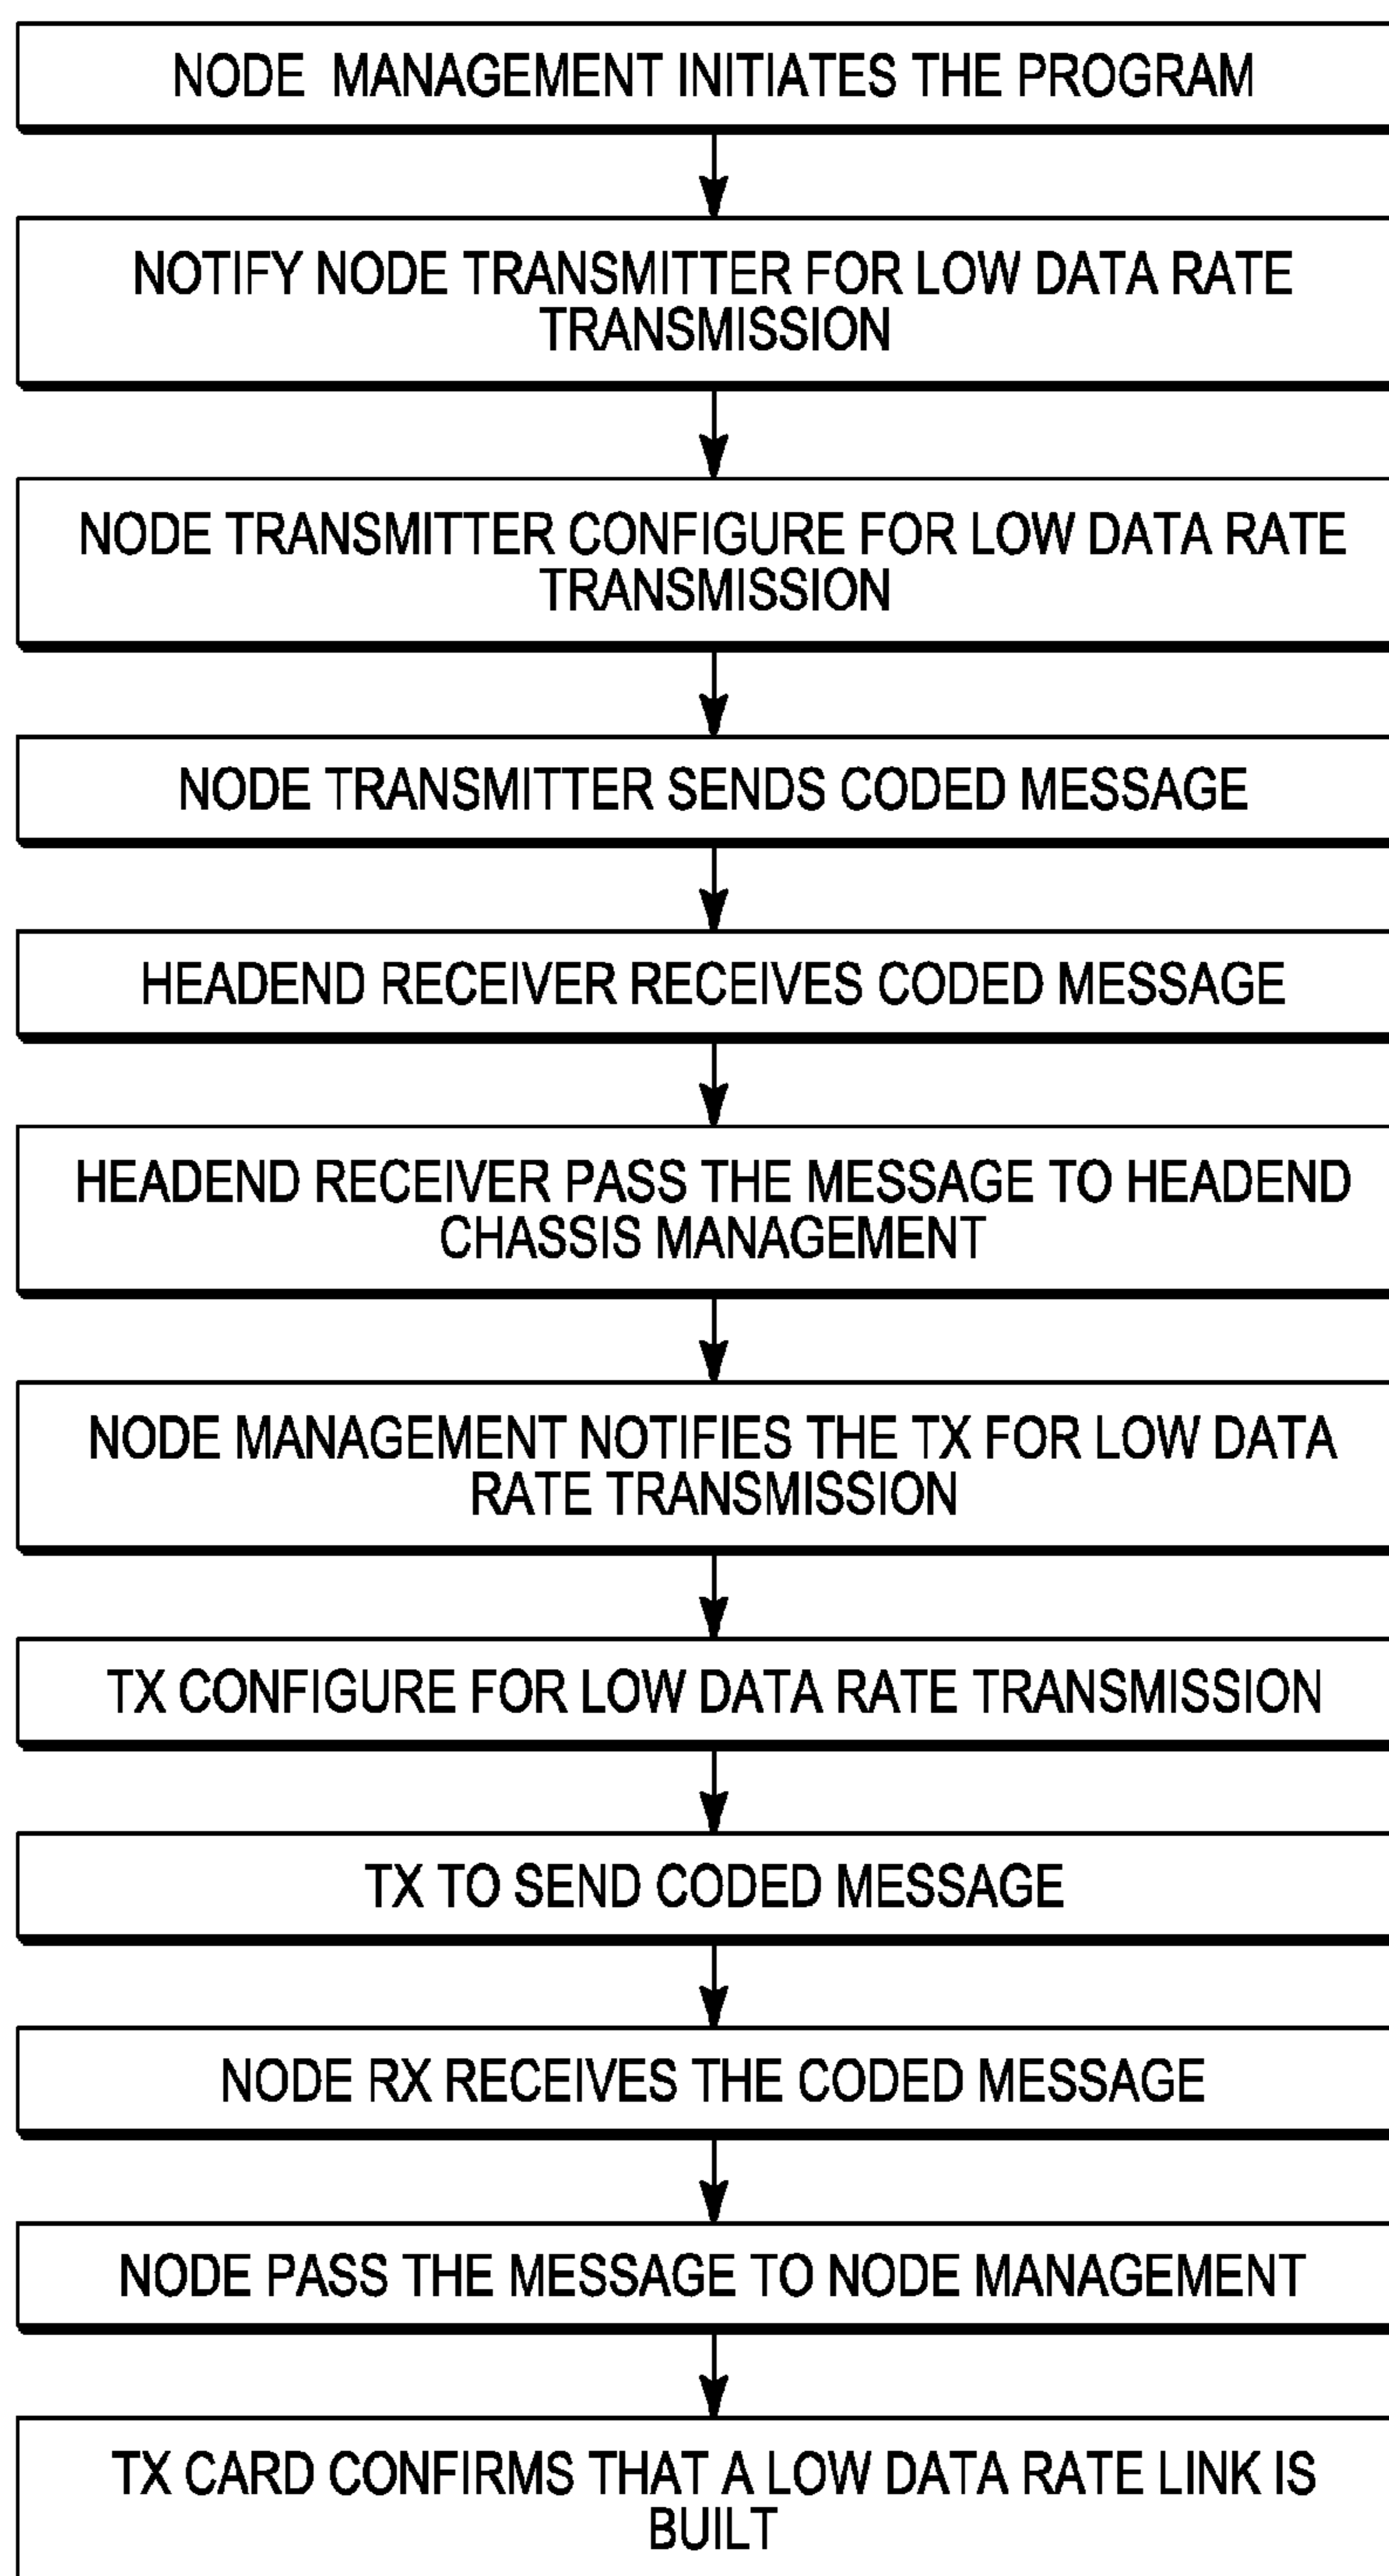 NODE MANAGEMENT INITIATES THE PROGRAM
NOTIFY NODE TRANSMITTER FOR LOW DATA RATE
TRANSMISSION
NODE TRANSMITTER CONFIGURE FOR LOW DATA RATE
TRANSMISSION
NODE TRANSMITTER SENDS CODED MESSAGE
HEADEND RECEIVER RECEIVES CODED MESSAGE
HEADEND RECEIVER PASS THE MESSAGE TO HEADEND
CHASSIS MANAGEMENT
NODE MANAGEMENT NOTIFIES THE TX FOR LOW DATA
RATE TRANSMISSION
TX CONFIGURE FOR LOW DATA RATE TRANSMISSION
TX TO SEND CODED MESSAGE
NODE RX RECEIVES THE CODED MESSAGE
NODE PASS THE MESSAGE TO NODE MANAGEMENT
TX CARD CONFIRMS THAT A LOW DATA RATE LINK IS
BUILT